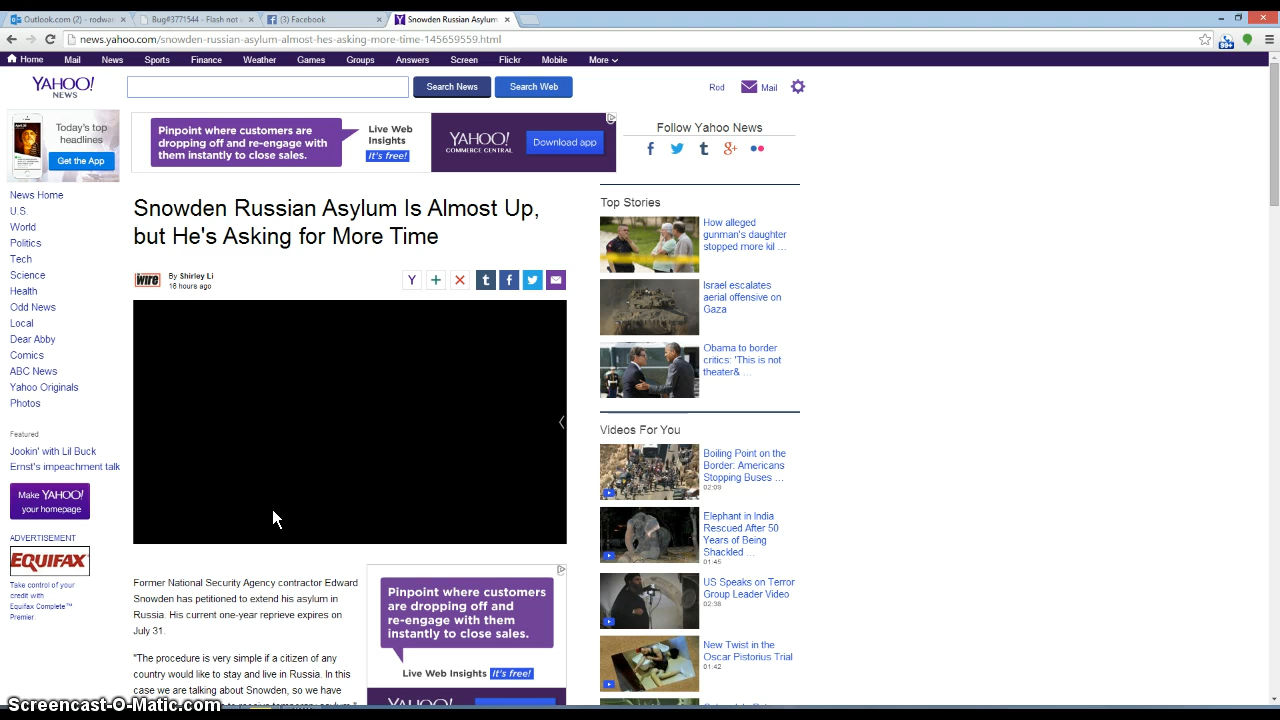 Outlook.com (2) - rodwar
Bug#3771544 - Flash not
(3) Facebook
Snowden Russian Asylum
news.yahoo.com/snowden-russian-asylum-almost-hes-asking-more-time-145659559.html
99+
Home Mail News Sports Finance Weather Games Groups Answers Screen Flickr Mobile More
YAHOO!
NEWS
Search News
Search Web
Rod
Mail
Today's top
headlines
Get the App
Pinpoint where customers are
dropping off and re-engage with
them instantly to close sales.
Live Web
Insights
It's free!
YAHOO!
COMMERCE CENTRAL
Download app
Follow Yahoo News
News Home
U.S.
World
Politics
Tech
Science
Health
Odd News
Local
Dear Abby
Comics
ABC News
Yahoo Originals
Photos
Featured
Jookin' with Lil Buck
Ernst's impeachment talk
Make YAHOO!
your homepage
ADVERTISEMENT
EQUIFAX
Take control of your
credit with
Equifax Complete™
Premier.
Snowden Russian Asylum Is Almost Up,
but He's Asking for More Time
wire
By Shirley Li
18 hours ago
Former National Security Agency contractor Edward
Snowden has petitioned to extend his asylum in
Russia. His current one-year reprieve expires on
July 31.
"The procedure is very simple if a citizen of any
country would like to stay and live in Russia. In this
case we are talking about Snowden, so we have
Pinpoint where customers
are dropping off and
re-engage with them
instantly to close sales.
Live Web Insights It's free!
Top Stories
How alleged
gunman's daughter
stopped more kil ...
Israel escalates
aerial offensive on
Gaza
Obama to border
critics: 'This is not
theater& ...
Videos For You
Boiling Point on the
Border: Americans
Stopping Buses ...
02:09
Elephant in India
Rescued After 50
Years of Being
Shackled ...
01:45
US Speaks on Terror
Group Leader Video
02:38
New Twist in the
Oscar Pistorius Trial
01:42
Screencast-O-Matic.com